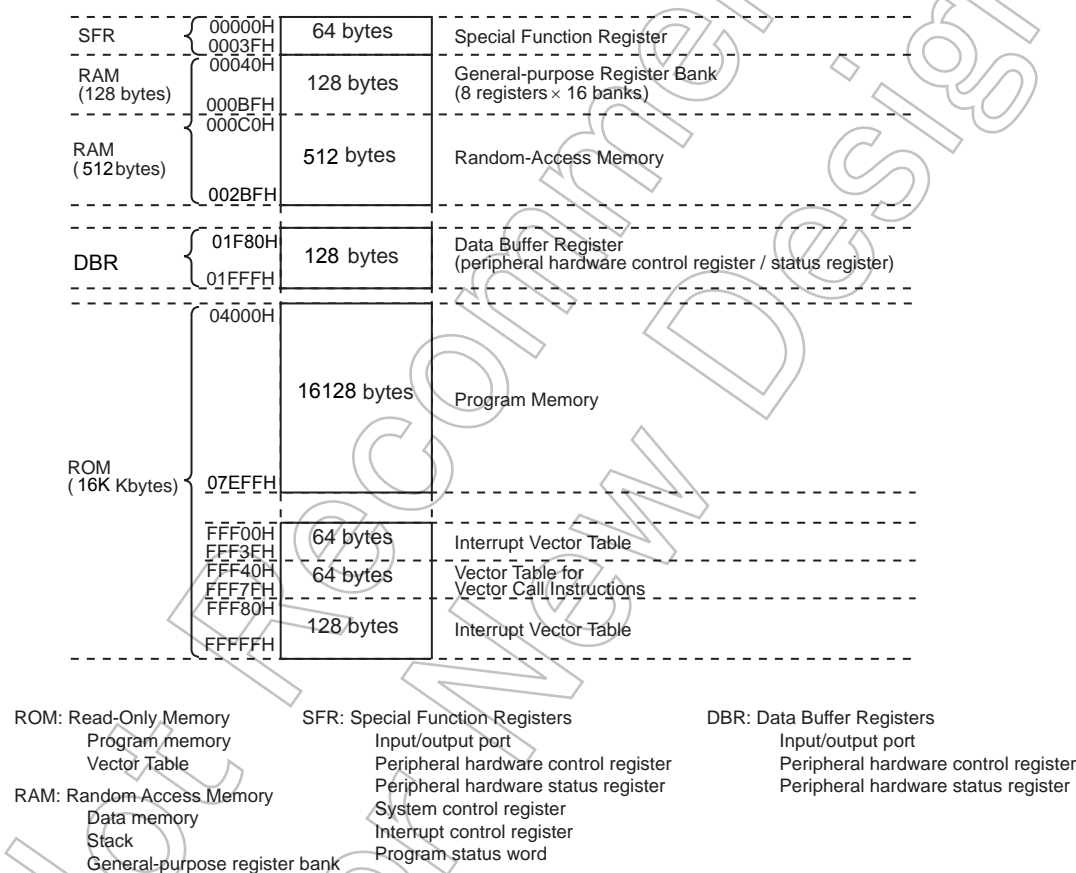 SFR 00000H 64 bytes Special Function Register
0003FH
RAM 00040H 128 bytes General-purpose Register Bank
(128 bytes) 000BFH (8 registers × 16 banks)
RAM 000C0H 512 bytes Random-Access Memory
( 512 bytes) 002BFH
DBR 01F80H 128 bytes Data Buffer Register
01FFFH (peripheral hardware control register / status register)
04000H
16128 bytes Program Memory
ROM
( 16K Kbytes) 07EFFH
FFF00H 64 bytes Interrupt Vector Table
FFF3FH
FFF40H 64 bytes Vector Table for
FFF7FH Vector Call Instructions
FFF80H 128 bytes Interrupt Vector Table
FFFFFH
ROM: Read-Only Memory
Program memory
Vector Table
RAM: Random Access Memory
Data memory
Stack
General-purpose register bank
SFR: Special Function Registers
Input/output port
Peripheral hardware control register
Peripheral hardware status register
System control register
Interrupt control register
Program status word
DBR: Data Buffer Registers
Input/output port
Peripheral hardware control register
Peripheral hardware status register